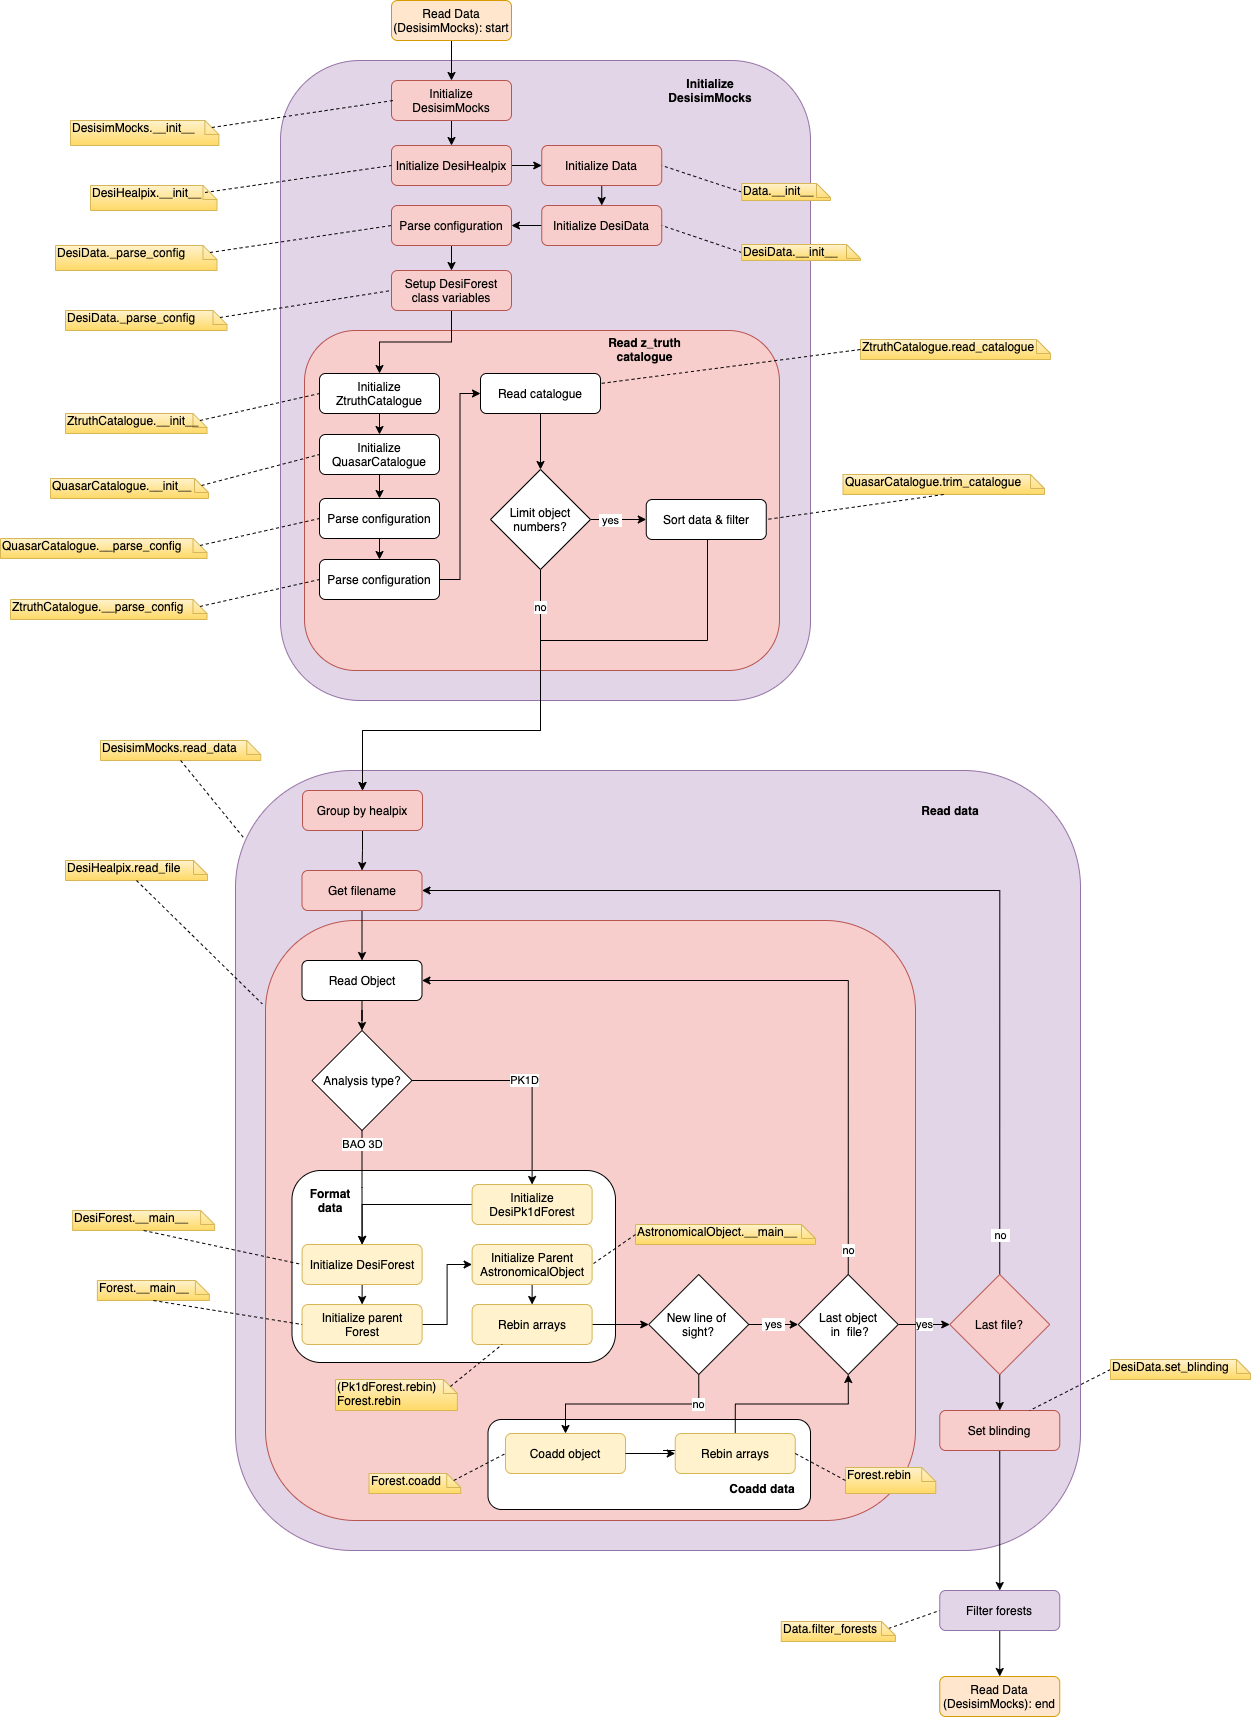 Read Data
(DesisimMocks): start
Initialize
DesisimMocks
Initialize
DesisimMocks
DesisimMocks.__init__
Initialize DesiHealpix
Initialize Data
DesiHealpix.__init__
Data.__init__
Parse configuration
Initialize DesiData
DesiData._parse_config
DesiData.__init__
Setup DesiForest
class variables
DesiData._parse_config
Read z_truth
catalogue
ZtruthCatalogue.read_catalogue
Initialize
ZtruthCatalogue
Read catalogue
ZtruthCatalogue.__init__
Initialize
QuasarCatalogue
QuasarCatalogue.__init__
QuasarCatalogue.trim_catalogue
Parse configuration
Limit object
numbers?
yes
Sort data & filter
QuasarCatalogue.__parse_config
Parse configuration
ZtruthCatalogue.__parse_config
no
DesisimMocks.read_data
Group by healpix
Read data
DesiHealpix.read_file
Get filename
Read Object
Analysis type?
PK1D
BAO 3D
Format
data
Initialize
DesiPk1dForest
DesiForest.__main__
AstronomicalObject.__main__
no
no
Initialize DesiForest
Initialize Parent
AstronomicalObject
Forest.__main__
Initialize parent
Forest
Rebin arrays
New line of
sight?
yes
Last object
in file?
yes
Last file?
DesiData.set_blinding
(Pk1dForest.rebin)
Forest.rebin
no
Set blinding
Coadd object
Rebin arrays
Forest.coadd
Forest.rebin
Coadd data
Filter forests
Data.filter_forests
Read Data
(DesisimMocks): end